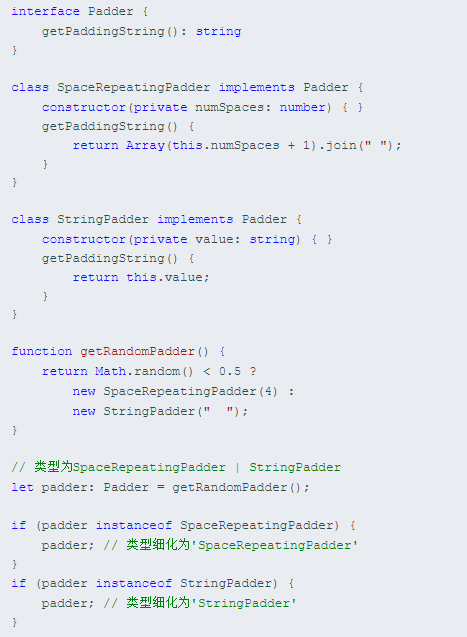 interface Padder {
    getPaddingString(): string
}

class SpaceRepeatingPadder implements Padder {
    constructor(private numSpaces: number) { }
    getPaddingString() {
        return Array(this.numSpaces + 1).join(" ");
    }
}

class StringPadder implements Padder {
    constructor(private value: string) { }
    getPaddingString() {
        return this.value;
    }
}

function getRandomPadder() {
    return Math.random() < 0.5 ?
        new SpaceRepeatingPadder(4) :
        new StringPadder("  ");
}

// 类型为SpaceRepeatingPadder | StringPadder
let padder: Padder = getRandomPadder();

if (padder instanceof SpaceRepeatingPadder) {
    padder; // 类型细化为'SpaceRepeatingPadder'
}
if (padder instanceof StringPadder) {
    padder; // 类型细化为'StringPadder'
}